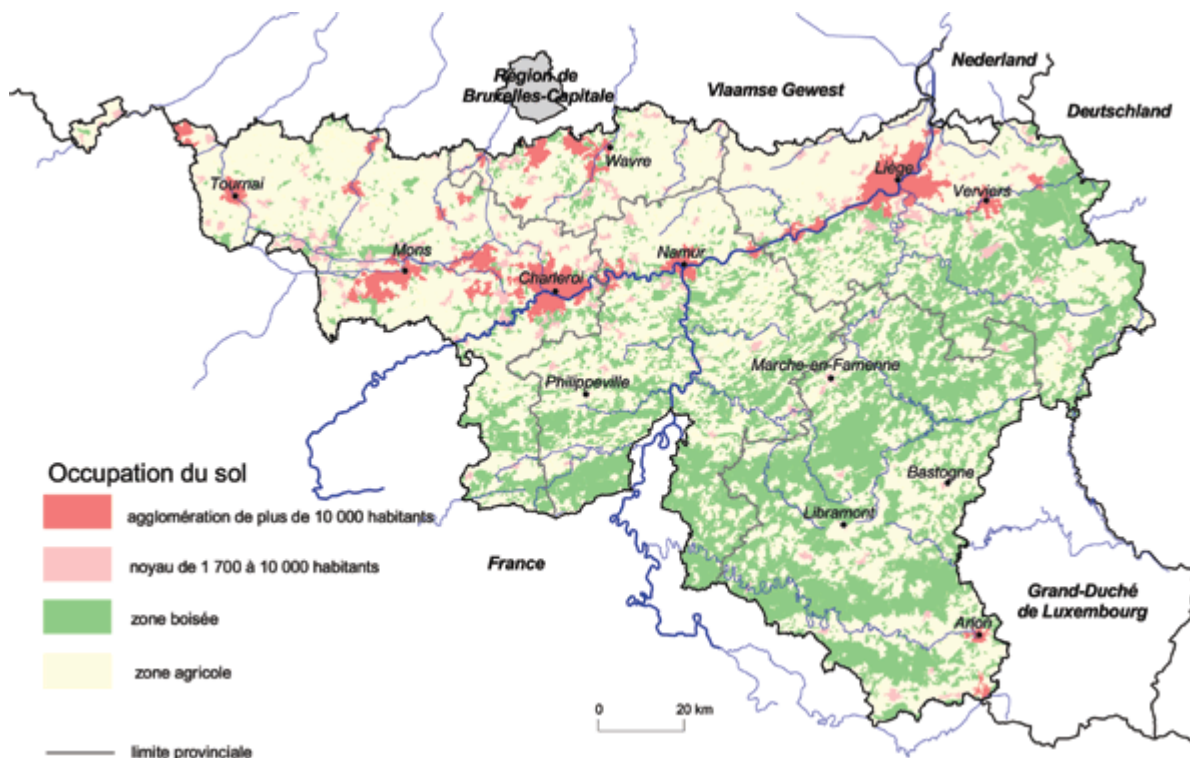 Nederland
Région de
Bruxelles-Capitale
Vlaamse Gewest
Deutschland
Wavre
Liège
Tournai
Verviers
Mons
Namur
Charleroi
Marche-en-Famenne
Philippeville
Occupation du sol
agglomération de plus de 10 000 habitants
noyau de 1 700 à 10 000 habitants
zone boisée
zone agricole
limite provinciale
Bastogne
Libramont
France
Grand-Duché
de Luxembourg
Arlon
0 20 km